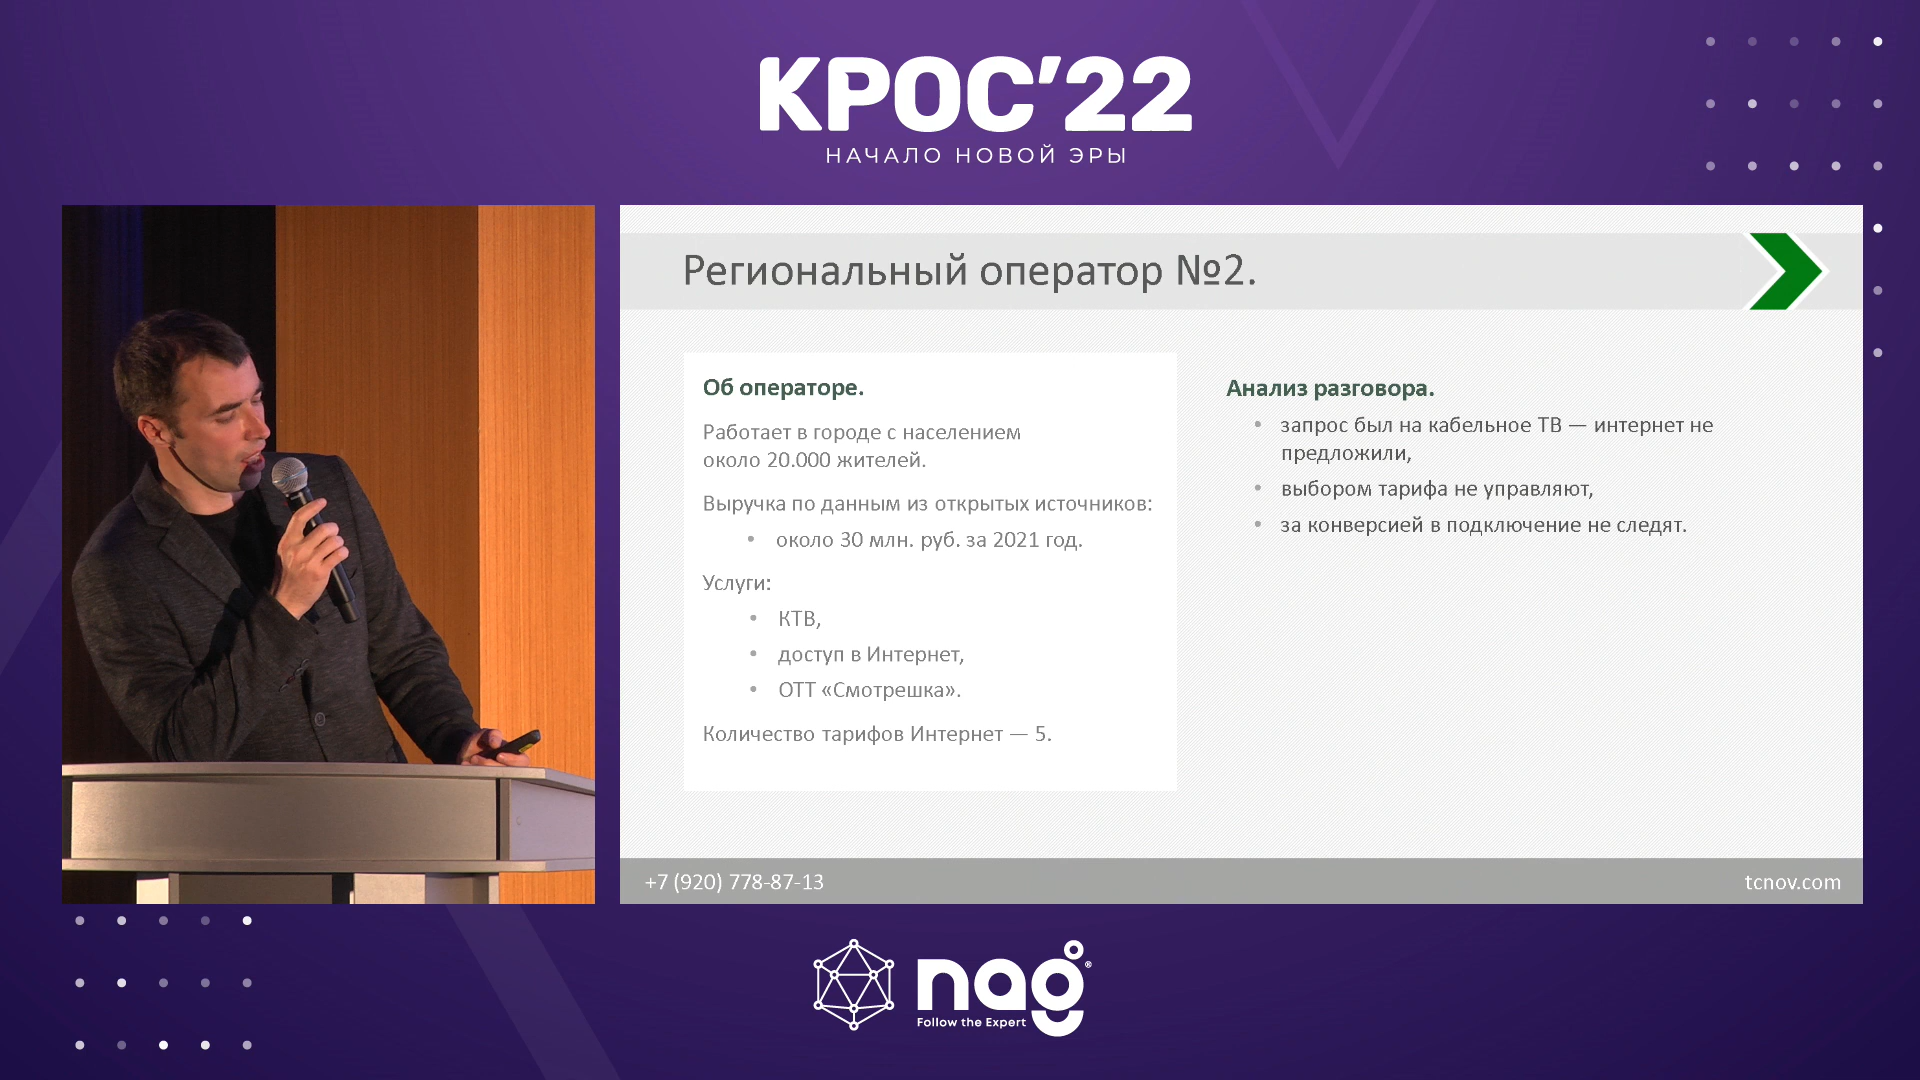 КРОС’22
НАЧАЛО НОВОЙ ЭРЫ
Региональный оператор №2.
Об операторе.
Работает в городе с населением
около 20.000 жителей.
Выручка по данным из открытых источников:
• около 30 млн. руб. за 2021 год.
Услуги:
• КТВ,
• доступ в Интернет,
• ОТТ «Смотрешка».
Количество тарифов Интернет — 5.
Анализ разговора.
• запрос был на кабельное ТВ — интернет не
предложили,
• выбором тарифа не управляют,
• за конверсией в подключение не следят.
+7 (920) 778-87-13
tcnov.com
nag®
Follow the Expert